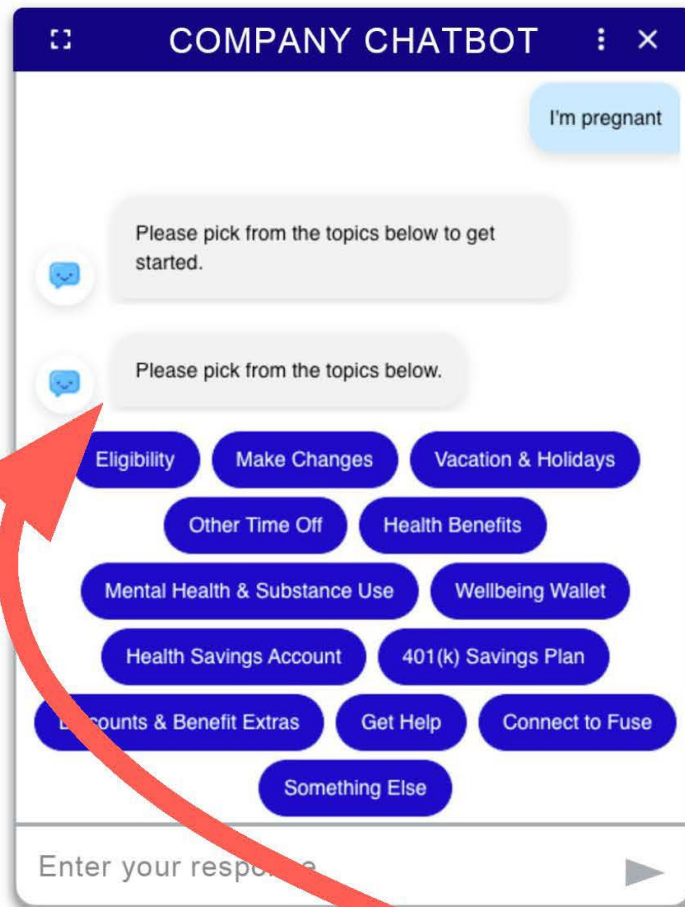 COMPANY CHATBOT
I'm pregnant
Please pick from the topics below to get
started.
Please pick from the topics below.
Eligibility Make Changes Vacation & Holidays
Other Time Off Health Benefits
Mental Health & Substance Use Wellbeing Wallet
Health Savings Account 401(k) Savings Plan
& Benefit Extras Get Help Connect to Fuse
Something Else
Enter your response